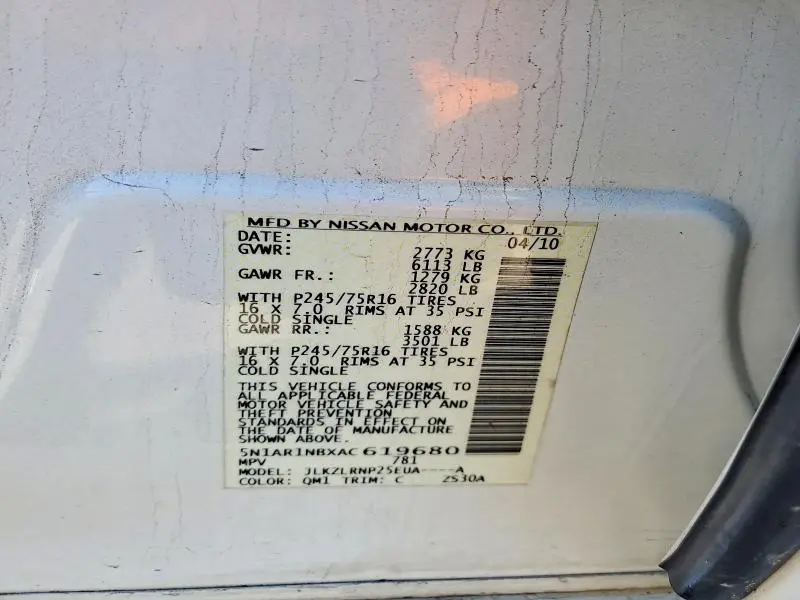 MFD BY NISSAN MOTOR CO., LTD.
DATE: 04/10
GVWR: 2773 KG
6113 LB
GAWR FR.: 1279 KG
2820 LB
WITH P245/75R16 TIRES
16 X 7.0 RIMS AT 35 PSI
COLD SINGLE
GAWR RR.: 1588 KG
3501 LB
WITH P245/75R16 TIRES
16 X 7.0 RIMS AT 35 PSI
COLD SINGLE
THIS VEHICLE CONFORMS TO
ALL APPLICABLE FEDERAL
MOTOR VEHICLE SAFETY AND
THEFT PREVENTION
STANDARDS IN EFFECT ON
THE DATE OF MANUFACTURE
SHOWN ABOVE.
5N1AR1NBXAC619680
MPV 781
MODEL: JLKZLRNP25EUA----A
COLOR: QM1 TRIM: C 2S30A